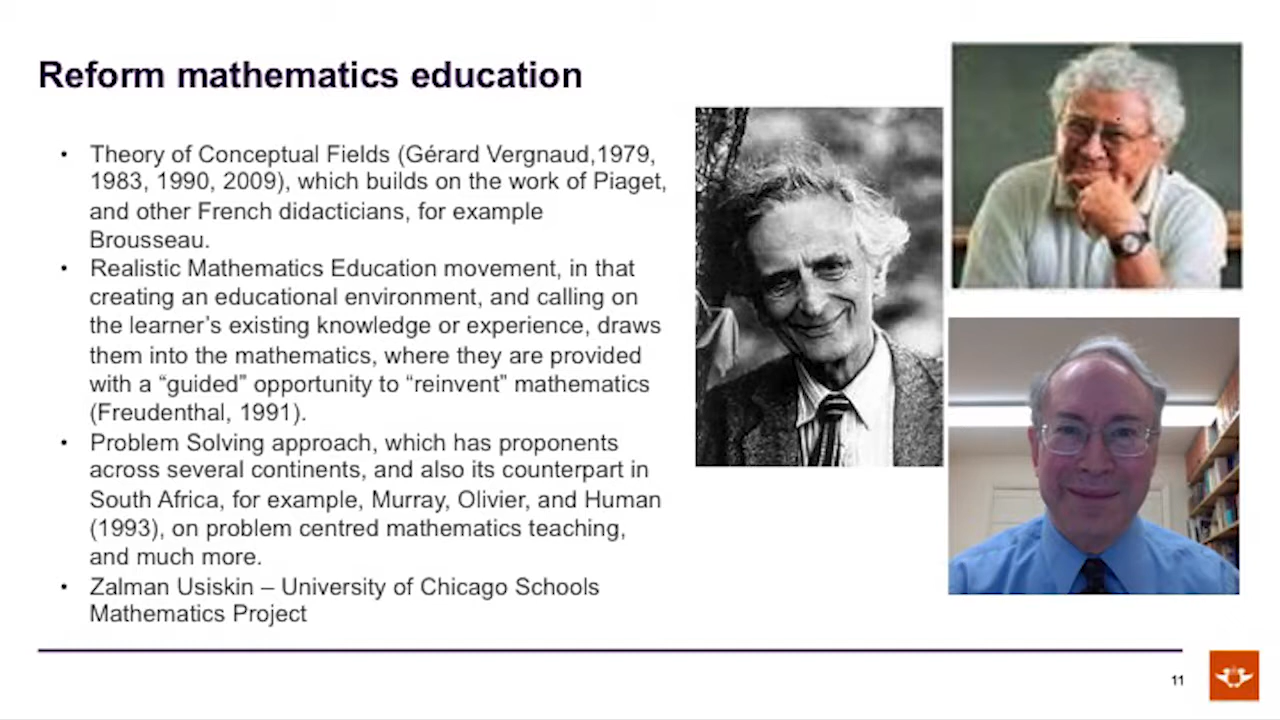 Reform mathematics education
• Theory of Conceptual Fields (Gérard Vergnaud,1979,
1983, 1990, 2009), which builds on the work of Piaget,
and other French didacticians, for example
Brousseau.
• Realistic Mathematics Education movement, in that
creating an educational environment, and calling on
the learner’s existing knowledge or experience, draws
them into the mathematics, where they are provided
with a “guided” opportunity to “reinvent” mathematics
(Freudenthal, 1991).
• Problem Solving approach, which has proponents
across several continents, and also its counterpart in
South Africa, for example, Murray, Olivier, and Human
(1993), on problem centred mathematics teaching,
and much more.
• Zalman Usiskin – University of Chicago Schools
Mathematics Project
11